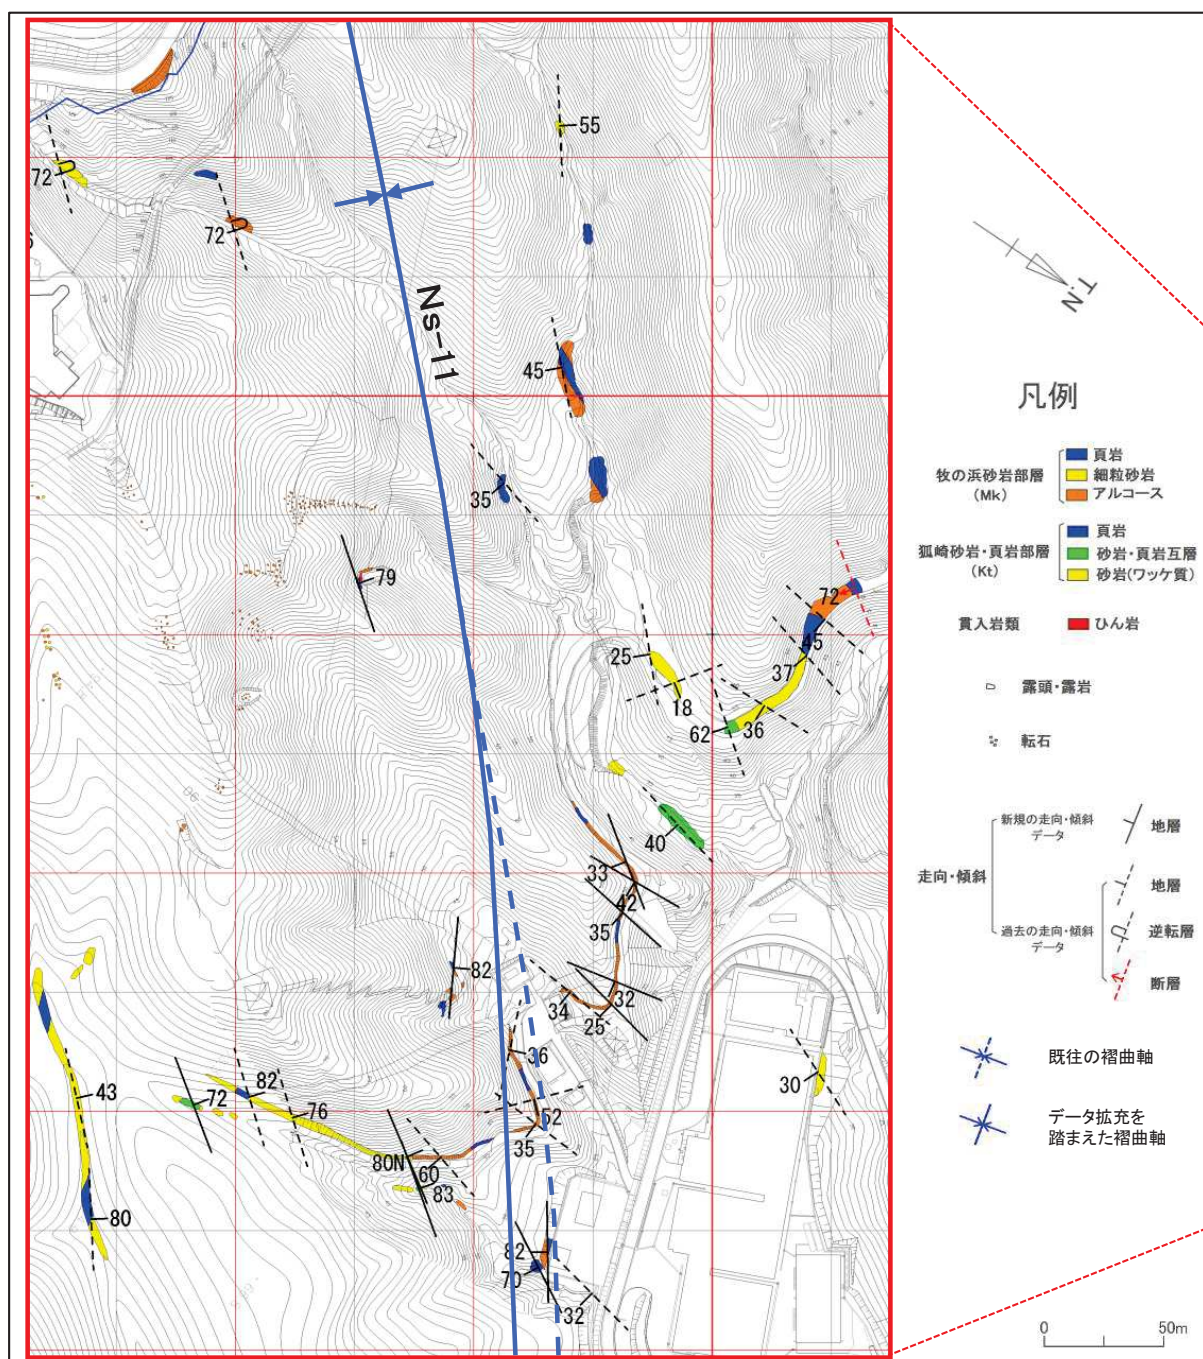 55
72
72
Ns-11
45
35
79
72
45
37
25
18
62
36
40
33
42
35
82
34
32
25
36
30
43
72
82
76
52
35
80N
60
83
80
82
70
32
T.N
凡例
牧の浜砂岩部層
(Mk)
頁岩
細粒砂岩
アルコース
狐崎砂岩・頁岩部層
(Kt)
頁岩
砂岩・頁岩互層
砂岩(ワッケ質)
貫入岩類
ひん岩
露頭・露岩
転石
走向・傾斜
新規の走向・傾斜
データ
地層
過去の走向・傾斜
データ
地層
逆転層
断層
既往の褶曲軸
データ拡充を
踏まえた褶曲軸
0
50m